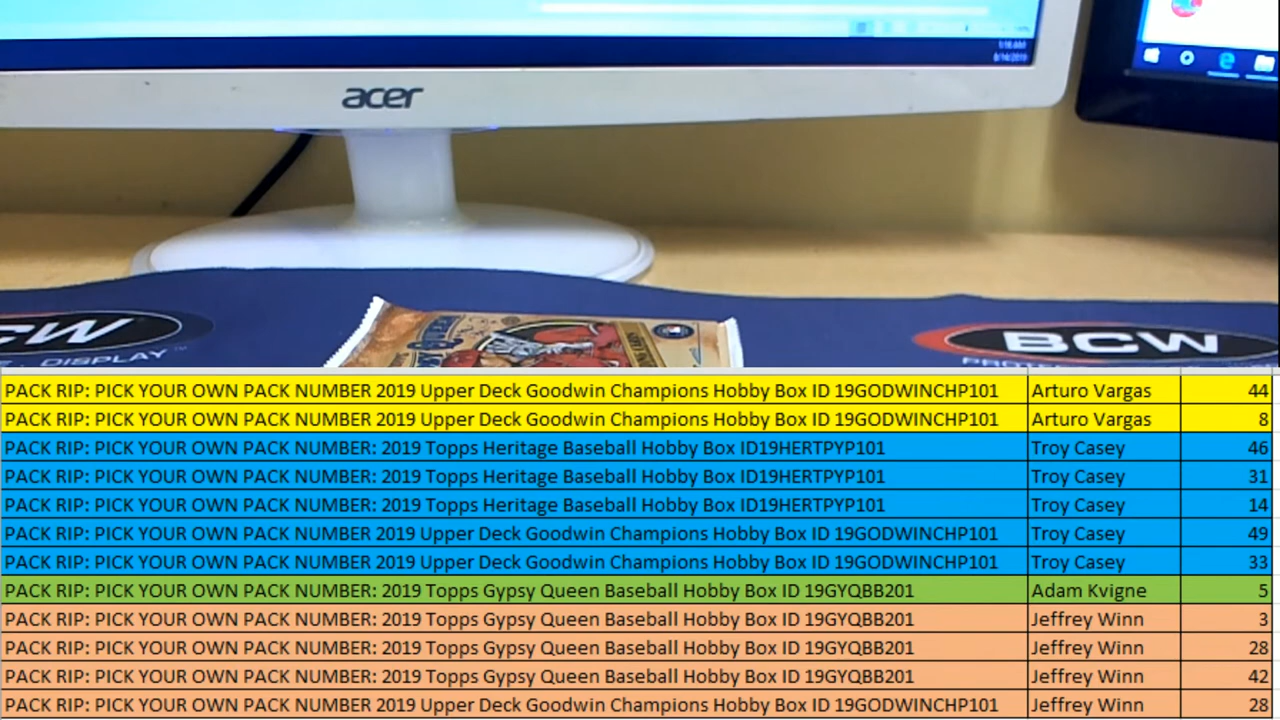 1:16 AM
8/14/2019
acer
CW
DISPLAY™
QUEEN
BCW
PACK RIP: PICK YOUR OWN PACK NUMBER 2019 Upper Deck Goodwin Champions Hobby Box ID 19GODWINCHP101 Arturo Vargas 44
PACK RIP: PICK YOUR OWN PACK NUMBER 2019 Upper Deck Goodwin Champions Hobby Box ID 19GODWINCHP101 Arturo Vargas 8
PACK RIP: PICK YOUR OWN PACK NUMBER: 2019 Topps Heritage Baseball Hobby Box ID19HERTPYP101 Troy Casey 46
PACK RIP: PICK YOUR OWN PACK NUMBER: 2019 Topps Heritage Baseball Hobby Box ID19HERTPYP101 Troy Casey 31
PACK RIP: PICK YOUR OWN PACK NUMBER: 2019 Topps Heritage Baseball Hobby Box ID19HERTPYP101 Troy Casey 14
PACK RIP: PICK YOUR OWN PACK NUMBER 2019 Upper Deck Goodwin Champions Hobby Box ID 19GODWINCHP101 Troy Casey 49
PACK RIP: PICK YOUR OWN PACK NUMBER 2019 Upper Deck Goodwin Champions Hobby Box ID 19GODWINCHP101 Troy Casey 33
PACK RIP: PICK YOUR OWN PACK NUMBER: 2019 Topps Gypsy Queen Baseball Hobby Box ID 19GYQBB201 Adam Kvigne 5
PACK RIP: PICK YOUR OWN PACK NUMBER: 2019 Topps Gypsy Queen Baseball Hobby Box ID 19GYQBB201 Jeffrey Winn 3
PACK RIP: PICK YOUR OWN PACK NUMBER: 2019 Topps Gypsy Queen Baseball Hobby Box ID 19GYQBB201 Jeffrey Winn 28
PACK RIP: PICK YOUR OWN PACK NUMBER: 2019 Topps Gypsy Queen Baseball Hobby Box ID 19GYQBB201 Jeffrey Winn 42
PACK RIP: PICK YOUR OWN PACK NUMBER 2019 Upper Deck Goodwin Champions Hobby Box ID 19GODWINCHP101 Jeffrey Winn 28